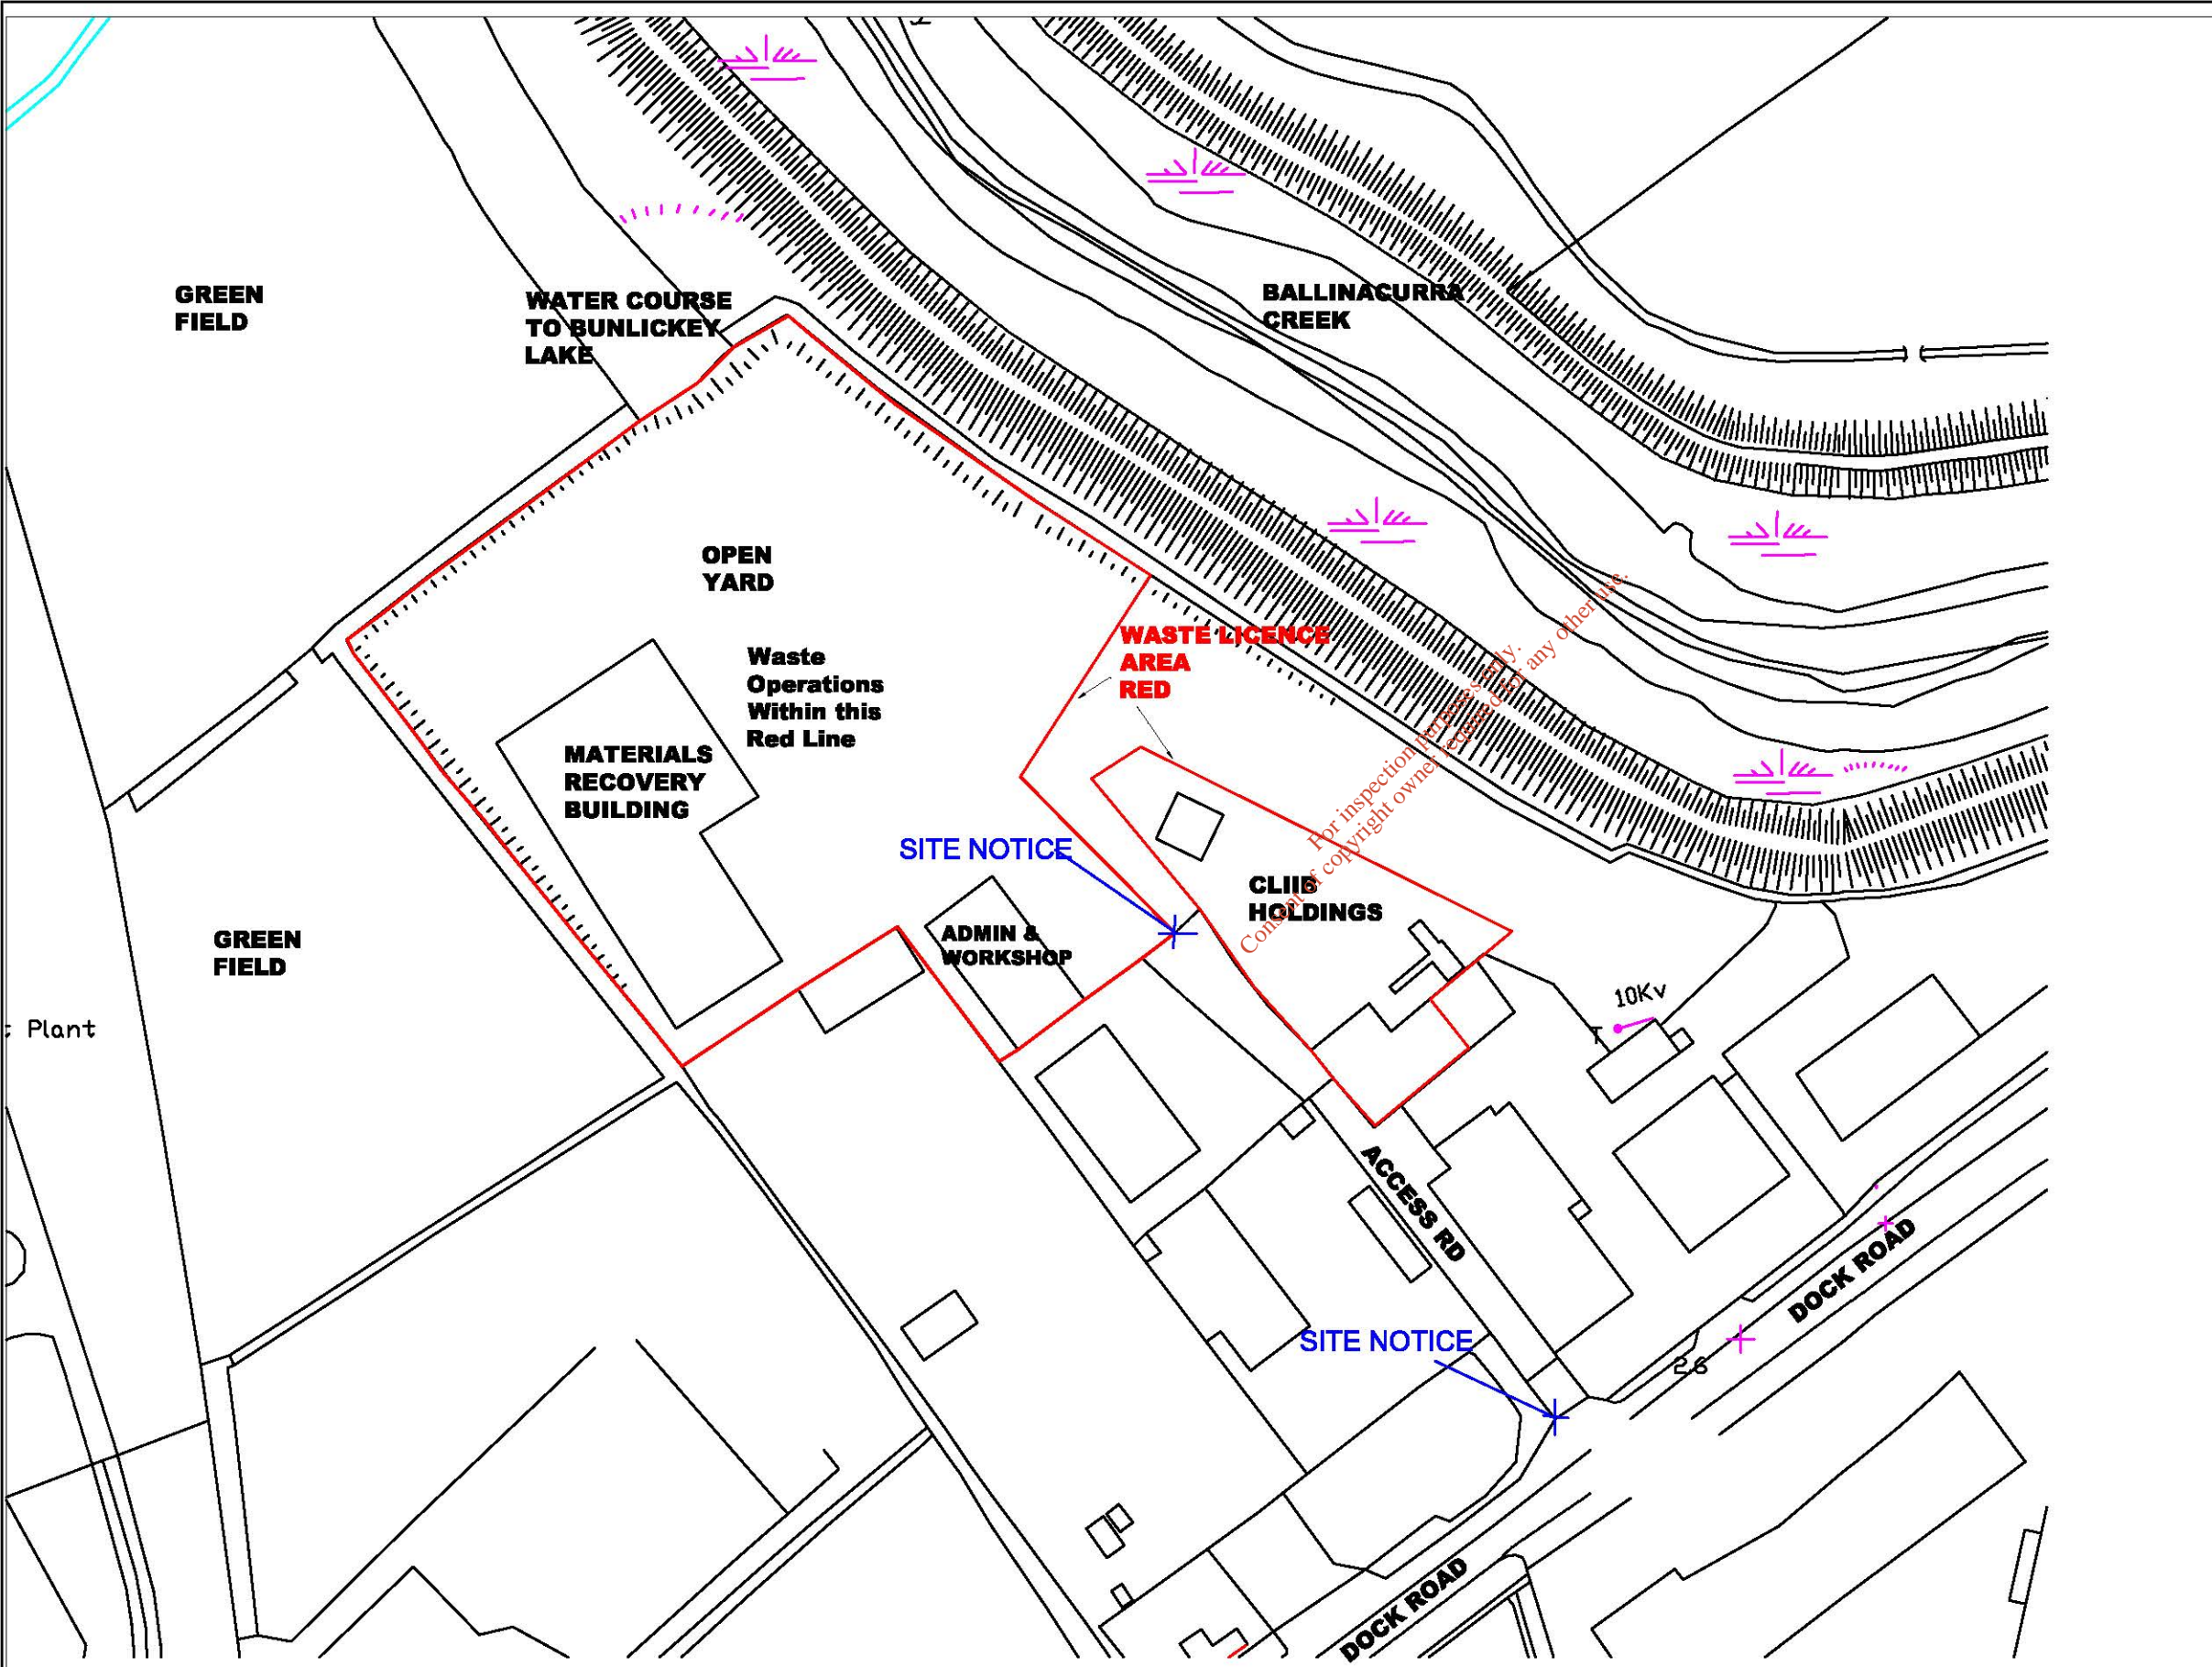 GREEN
FIELD
WATER COURSE
TO BUNLICKEY
LAKE
BALLINACURRA
CREEK
OPEN
YARD
Waste
Operations
Within this
Red Line
WASTE LICENCE
AREA
RED
MATERIALS
RECOVERY
BUILDING
SITE NOTICE
For inspection purposes only.
Consent of copyright owner required for any other use.
CLIIB
HOLDINGS
ADMIN &
WORKSHOP
GREEN
FIELD
10Kv
T
: Plant
ACCESS RD
DOCK ROAD
SITE NOTICE
2.6
DOCK ROAD